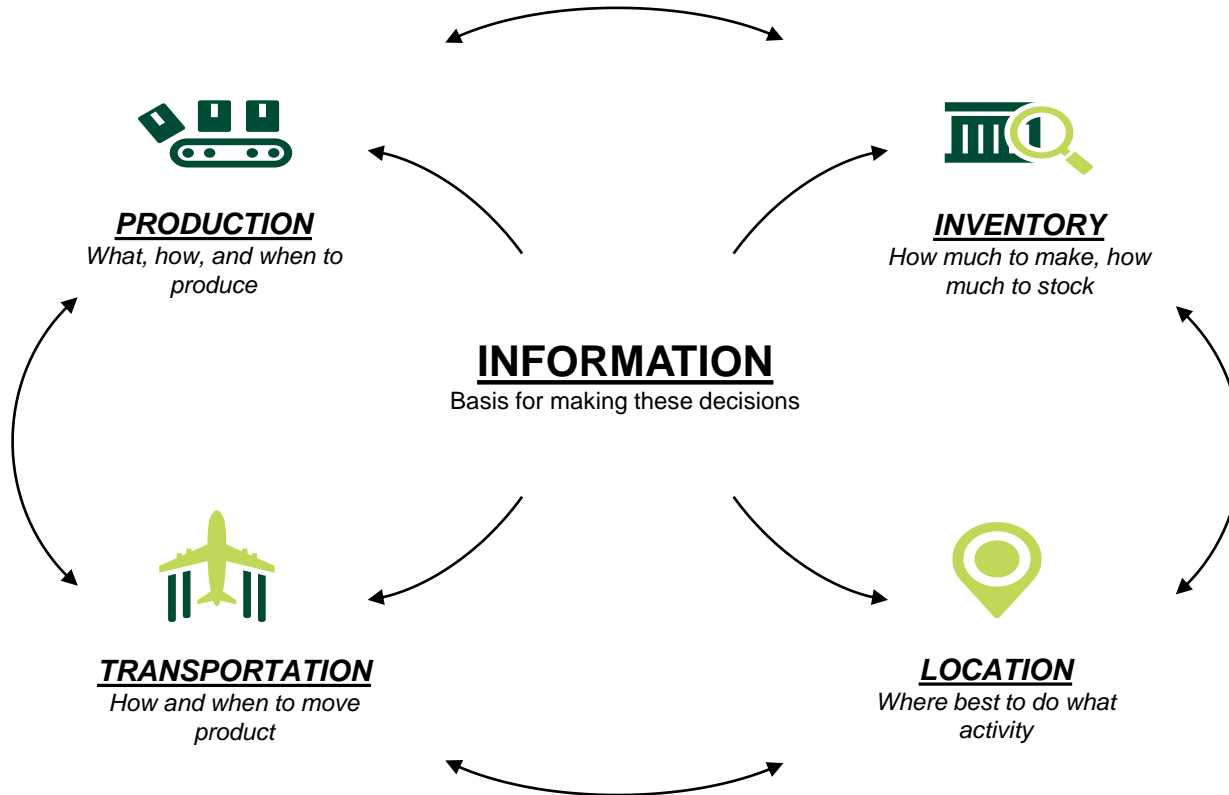 PRODUCTION
What, how, and when to
produce
INVENTORY
How much to make, how
much to stock
INFORMATION
Basis for making these decisions
TRANSPORTATION
How and when to move
product
LOCATION
Where best to do what
activity